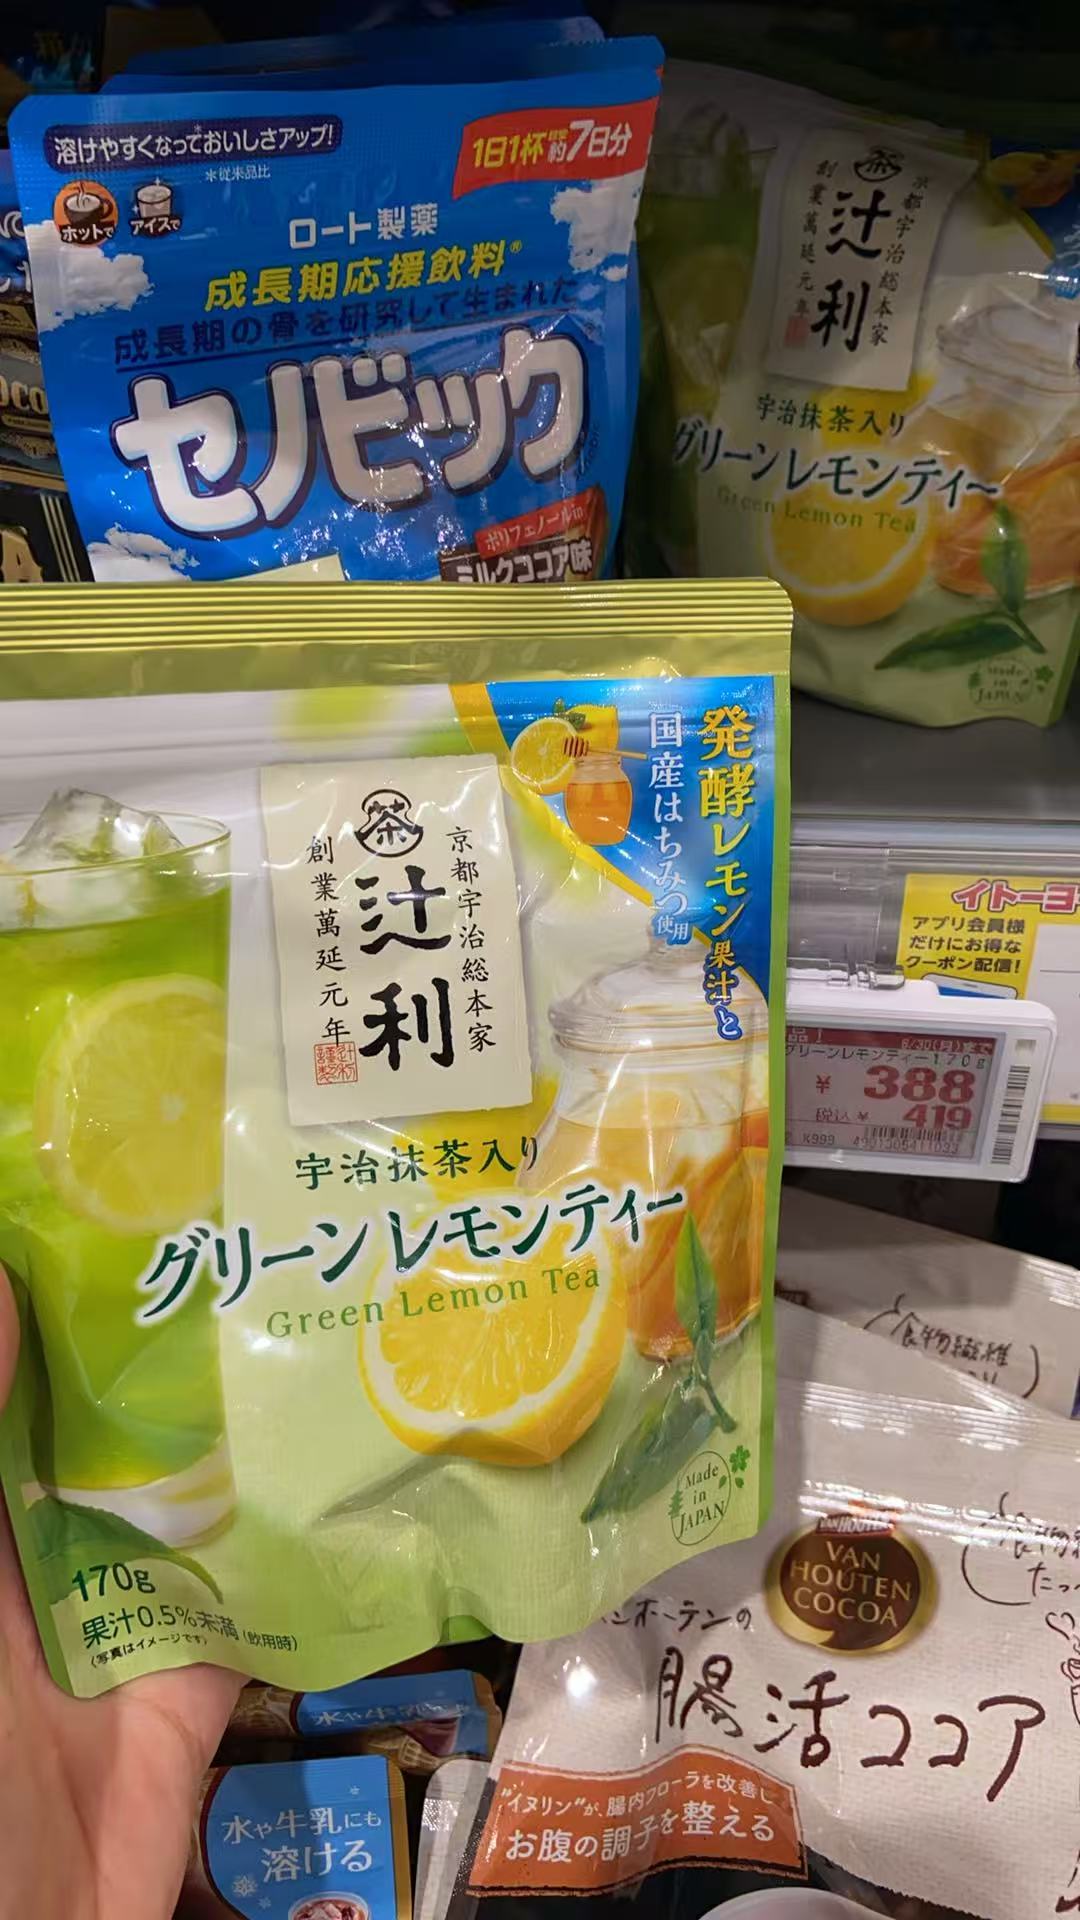 溶けやすくなっておいしさアップ!
*従来品比
1日1杯 約7日分
ホットで
アイスで
ロート製薬
成長期応援飲料®
成長期の骨を研究して生まれた
セノビック
ポリフェノールin
ミルクココア味
茶
辻利
京都宇治総本家
創業萬延元年
宇治抹茶入り
グリーンレモンティー
Green Lemon Tea
made in JAPAN
発酵レモン果汁と
国産はちみつ使用
茶
京都宇治総本家
辻利
創業萬延元年
宇治抹茶入り
グリーンレモンティー
Green Lemon Tea
Made in JAPAN
170g
果汁0.5%未満(飲用時)
(写真はイメージです)
イトーヨ
アプリ会員様
だけにお得な
クーポン配信!
グリーンレモンティー170g
¥388
税込¥419
食物繊維
VAN HOUTEN
VAN
HOUTEN
COCOA
ンホーテンの
腸活ココア
"イヌリン"が、腸内フローラを改善し
お腹の調子を整える
水や牛乳
水や牛乳にも
溶ける